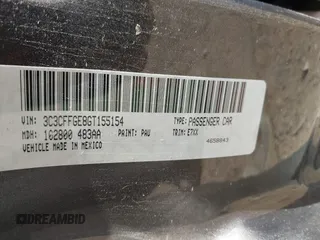 VIN: 3C3CFFGE8GT155154 TYPE: PASSENGER CAR
MDH: 102800 483AA PAINT: PAU TRIM: E7XX
VEHICLE MADE IN MEXICO 
DREAMBID